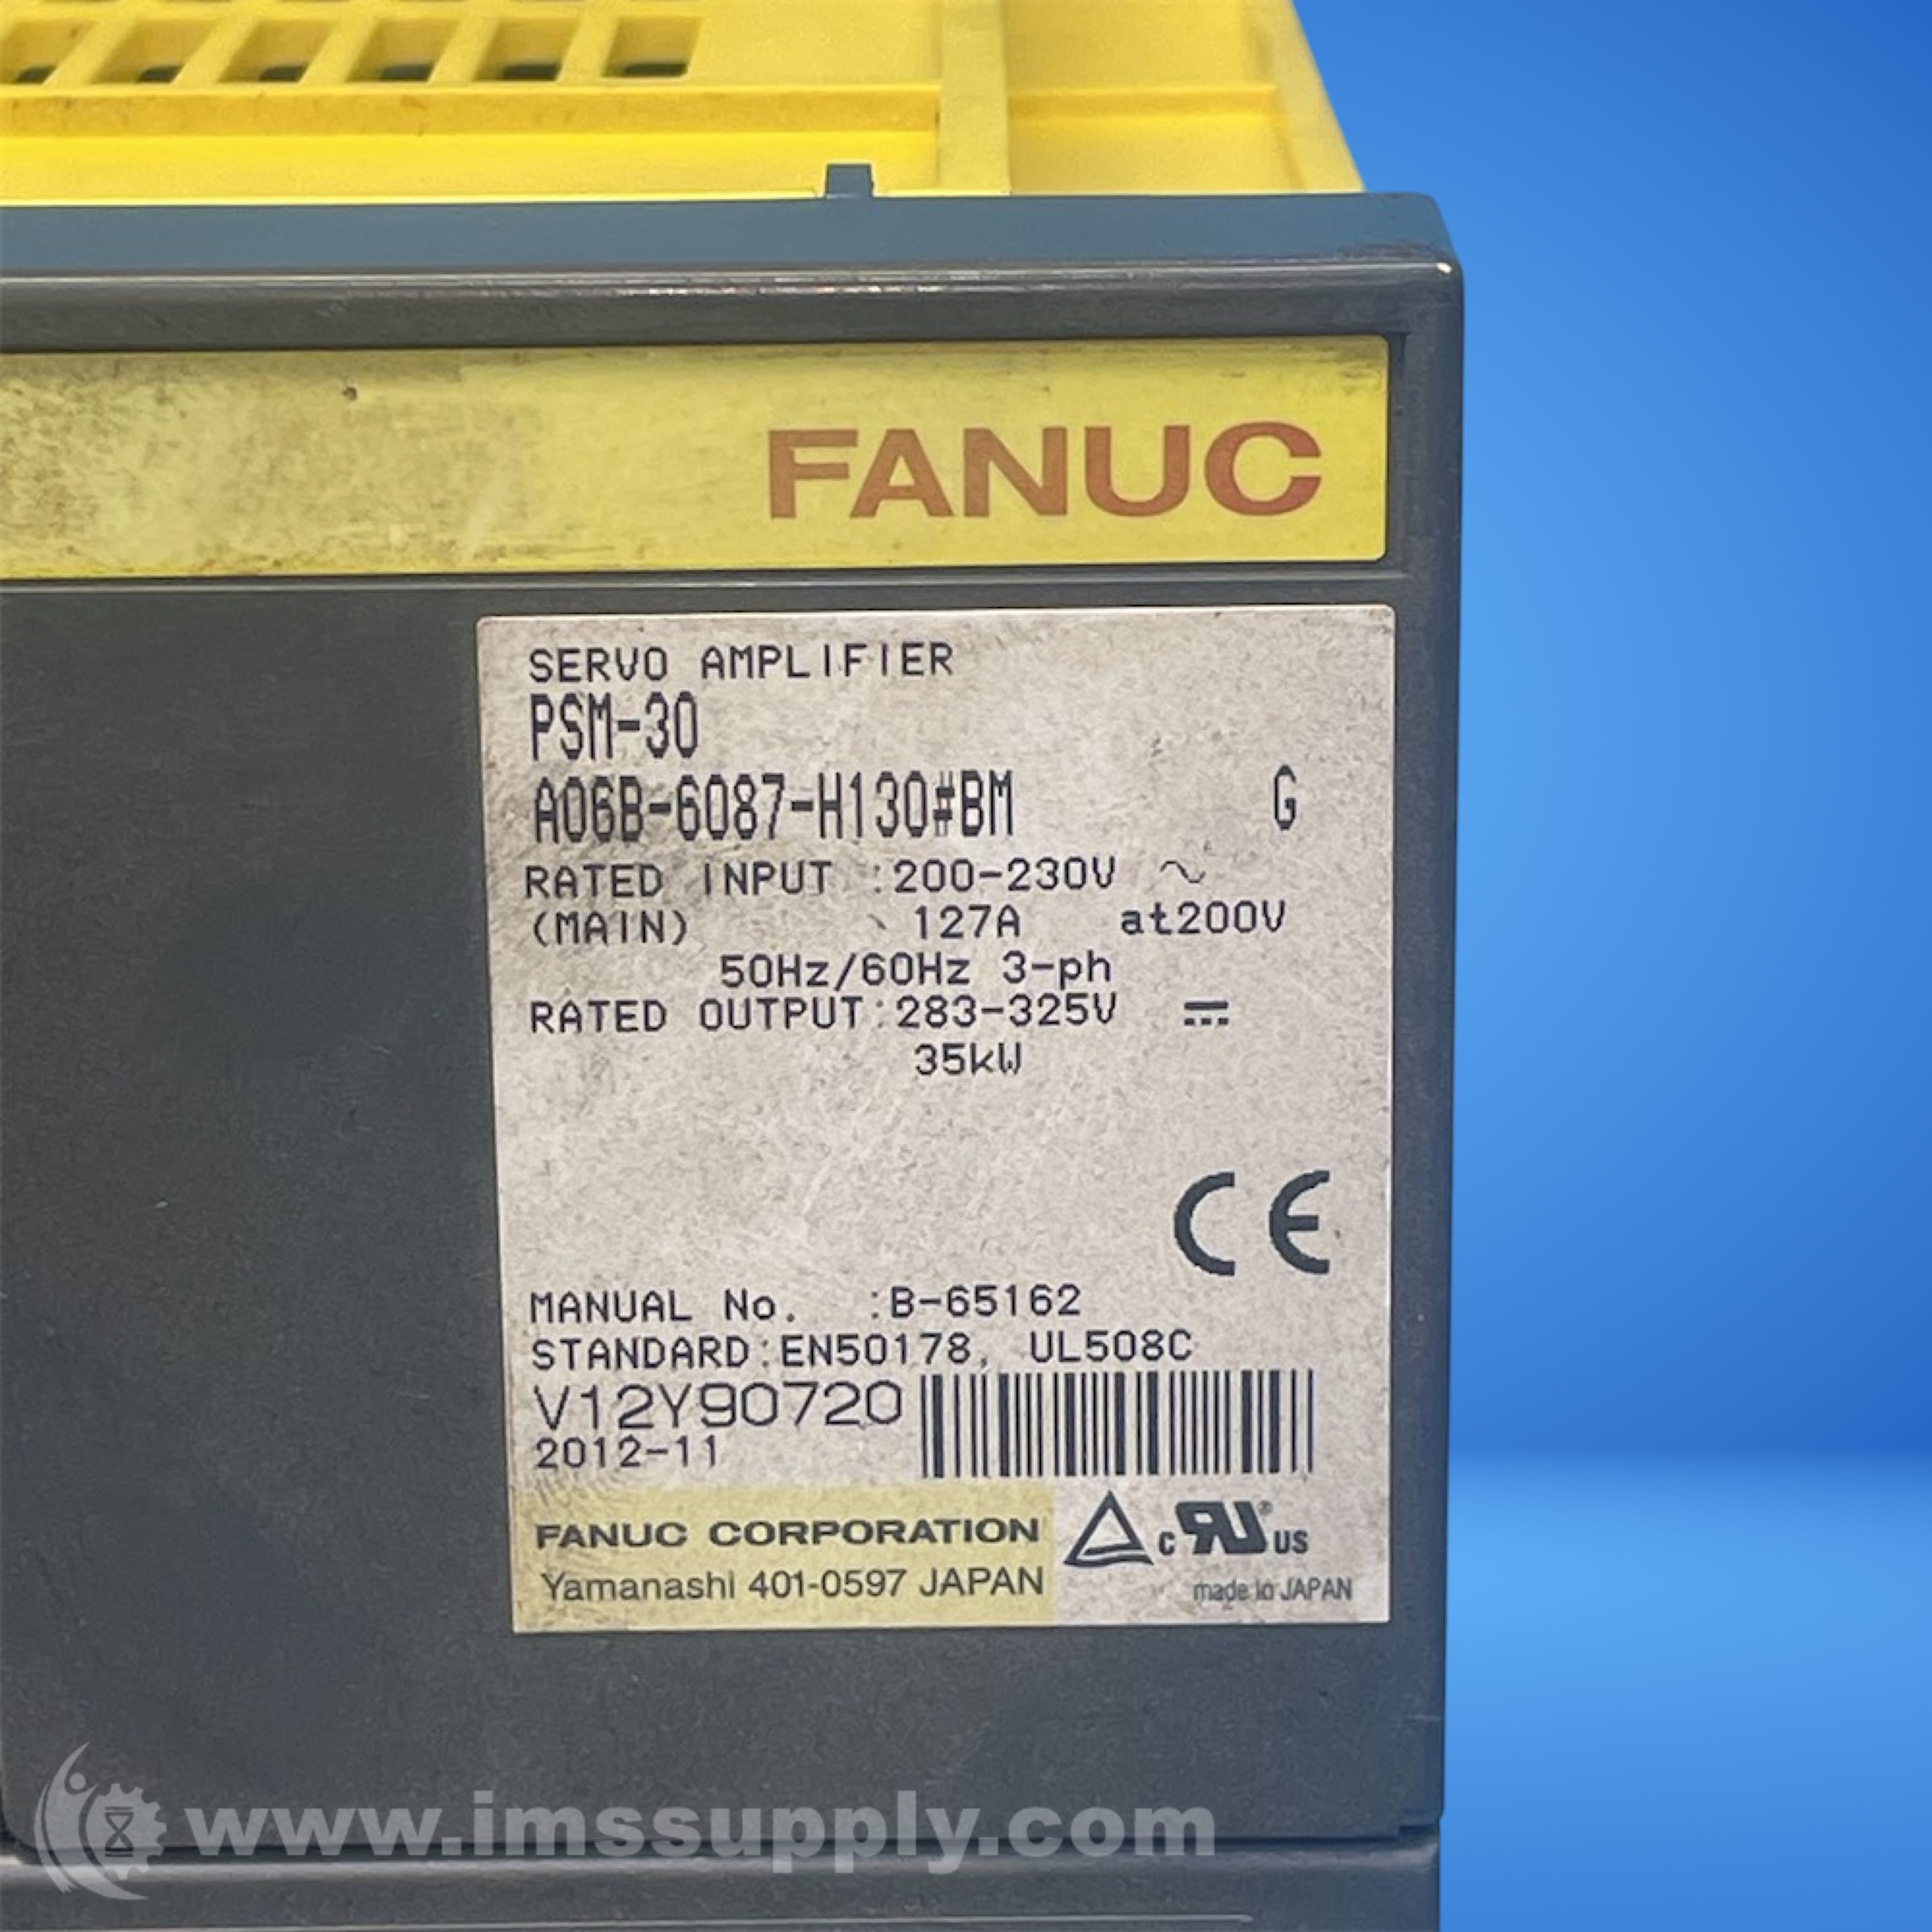 FANUC
SERVO AMPLIFIER
PSM-30
A06B-6087-H130#BM G
RATED INPUT :200-230V ～
(MAIN) 127A at200V
50Hz/60Hz 3-ph
RATED OUTPUT:283-325V ⎓
35kW
CE
MANUAL No. :B-65162
STANDARD:EN50178, UL508C
V12Y90720
2012-11
FANUC CORPORATION
Yamanashi 401-0597 JAPAN
c RU® US
made in JAPAN
www.imssupply.com